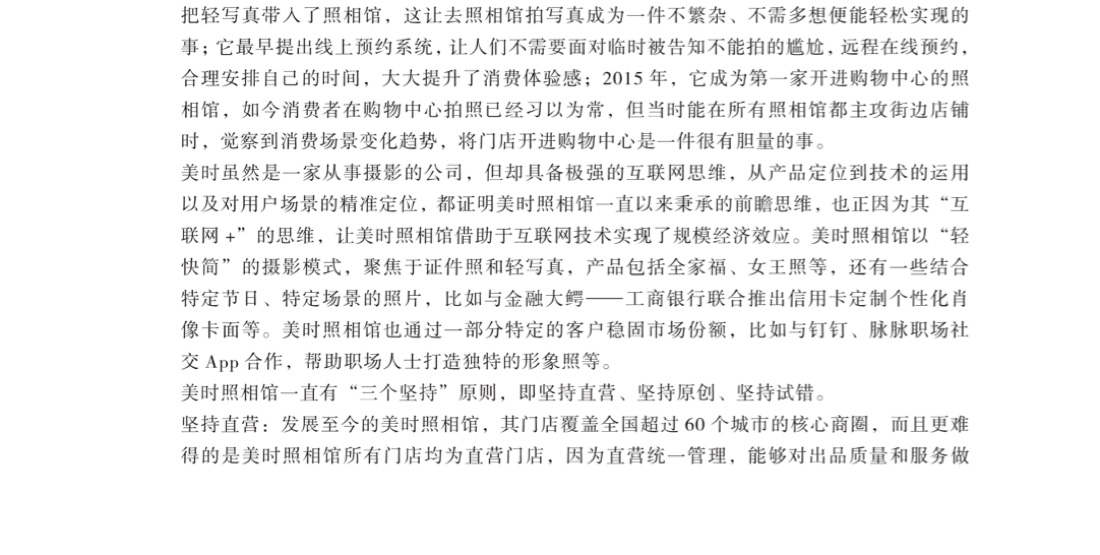 把轻写真带入了照相馆，这让去照相馆拍写真成为一件不繁杂、不需多想便能轻松实现的
事；它最早提出线上预约系统，让人们不需要面对临时被告知不能拍的尴尬，远程在线预约，
合理安排自己的时间，大大提升了消费体验感；2015 年，它成为第一家开进购物中心的照
相馆，如今消费者在购物中心拍照已经习以为常，但当时能在所有照相馆都主攻街边店铺
时，觉察到消费场景变化趋势，将门店开进购物中心是一件很有胆量的事。
美时虽然是一家从事摄影的公司，但却具备极强的互联网思维，从产品定位到技术的运用
以及对用户场景的精准定位，都证明美时照相馆一直以来秉承的前瞻思维，也正因为其“互
联网 +”的思维，让美时照相馆借助于互联网技术实现了规模经济效应。美时照相馆以“轻
快简”的摄影模式，聚焦于证件照和轻写真，产品包括全家福、女王照等，还有一些结合
特定节日、特定场景的照片，比如与金融大鳄——工商银行联合推出信用卡定制个性化肖
像卡面等。美时照相馆也通过一部分特定的客户稳固市场份额，比如与钉钉、脉脉职场社
交 App 合作，帮助职场人士打造独特的形象照等。
美时照相馆一直有“三个坚持”原则，即坚持直营、坚持原创、坚持试错。
坚持直营：发展至今的美时照相馆，其门店覆盖全国超过 60 个城市的核心商圈，而且更难
得的是美时照相馆所有门店均为直营门店，因为直营统一管理，能够对出品质量和服务做